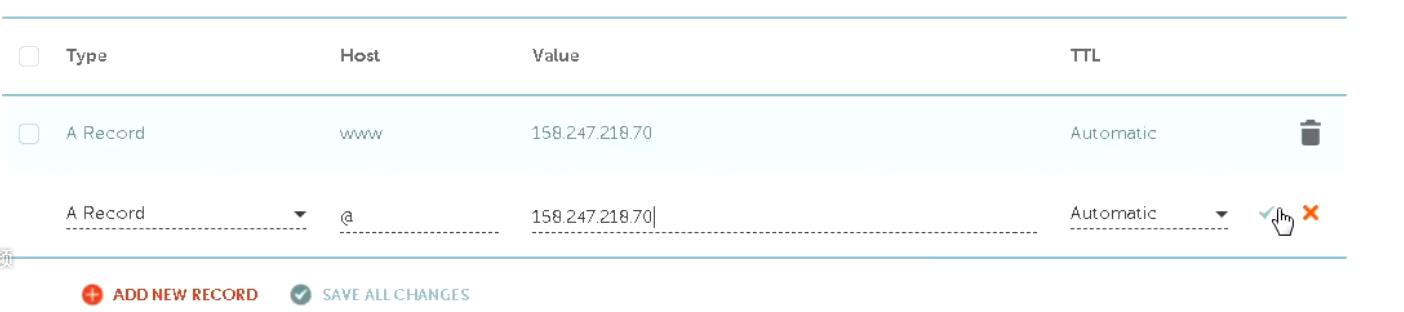 Type Host Value TTL
A Record www 158.247.218.70 Automatic
A Record @ 158.247.218.70 Automatic
ADD NEW RECORD SAVE ALL CHANGES